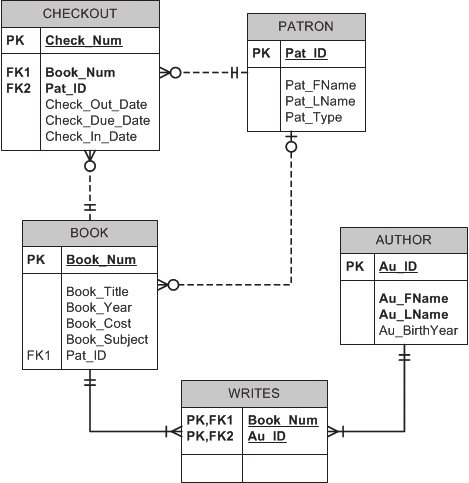 CHECKOUT
PK Check_Num
FK1 Book_Num
FK2 Pat_ID
Check_Out_Date
Check_Due_Date
Check_In_Date
PATRON
PK Pat_ID
Pat_FName
Pat_LName
Pat_Type
BOOK
PK Book_Num
Book_Title
Book_Year
Book_Cost
Book_Subject
FK1 Pat_ID
AUTHOR
PK Au_ID
Au_FName
Au_LName
Au_BirthYear
WRITES
PK,FK1 Book_Num
PK,FK2 Au_ID